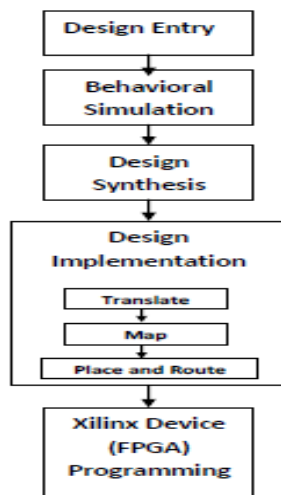 Design Entry
Behavioral
Simulation
Design
Synthesis
Design
Implementation
Translate
Map
Place and Route
Xilinx Device
(FPGA)
Programming